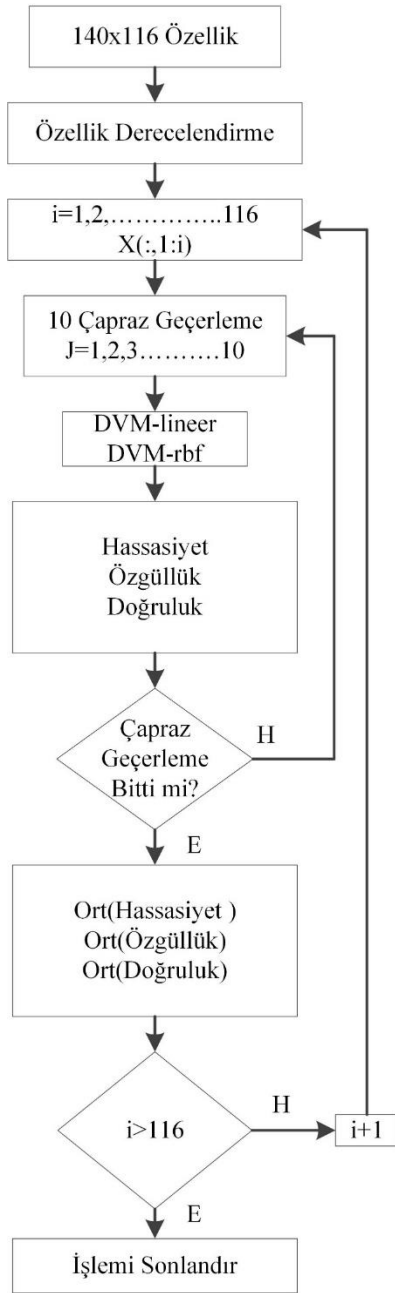 140x116 Özellik
Özellik Derecelendirme
i=1,2,…………..116
X(:,1:i)
10 Çapraz Geçerleme
J=1,2,3……….10
DVM-lineer
DVM-rbf
Hassasiyet
Özgüllük
Doğruluk
Çapraz
Geçerleme
Bitti mi?
H
E
Ort(Hassasiyet )
Ort(Özgüllük)
Ort(Doğruluk)
i>116
H
i+1
E
İşlemi Sonlandır